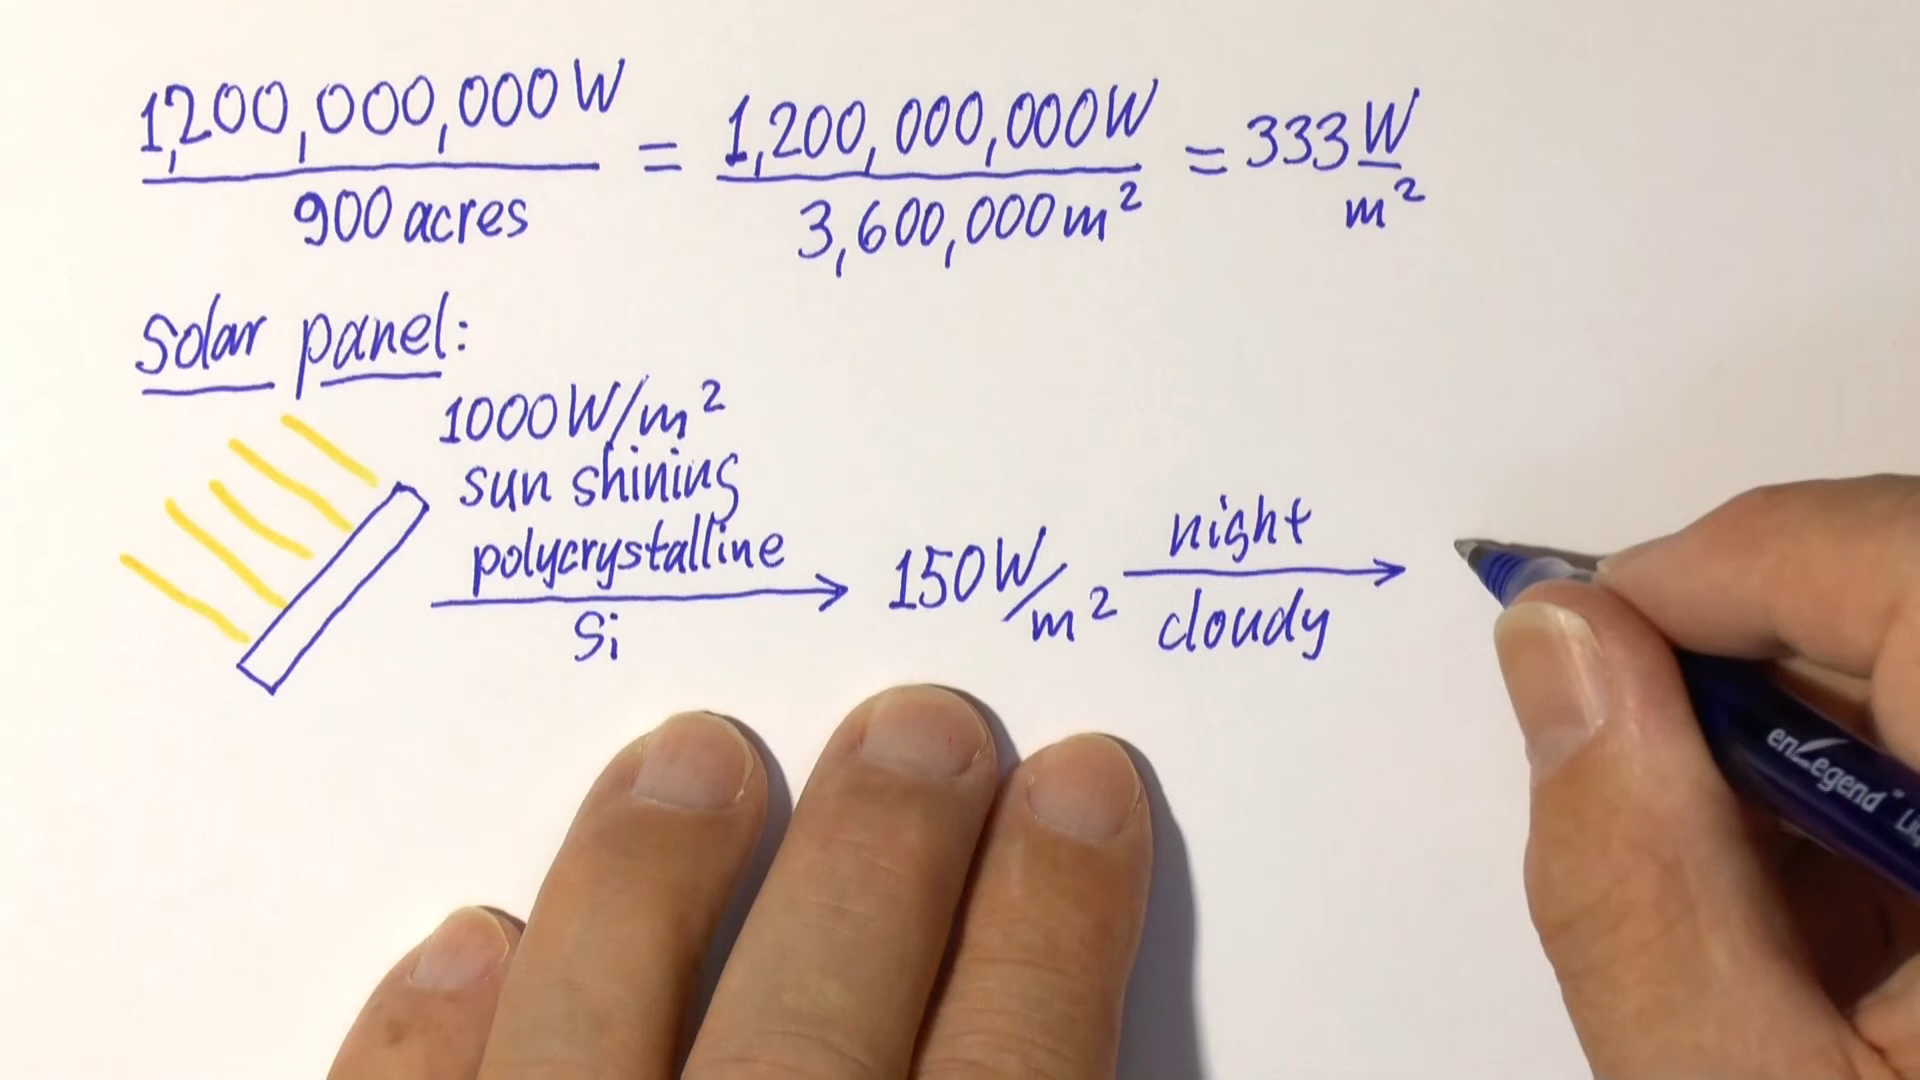 1,200,000,000 W = 1,200,000,000 W = 333 W
900 acres 3,600,000 m² m²
Solar panel:
1000 W/m²
sun shining
polycrystalline
Si
150 W/m²
night
cloudy
enLegend™